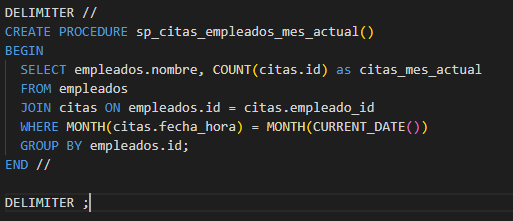 DELIMITER //
CREATE PROCEDURE sp_citas_empleados_mes_actual()
BEGIN
  SELECT empleados.nombre, COUNT(citas.id) as citas_mes_actual
  FROM empleados
  JOIN citas ON empleados.id = citas.empleado_id
  WHERE MONTH(citas.fecha_hora) = MONTH(CURRENT_DATE())
  GROUP BY empleados.id;
END //

DELIMITER ;